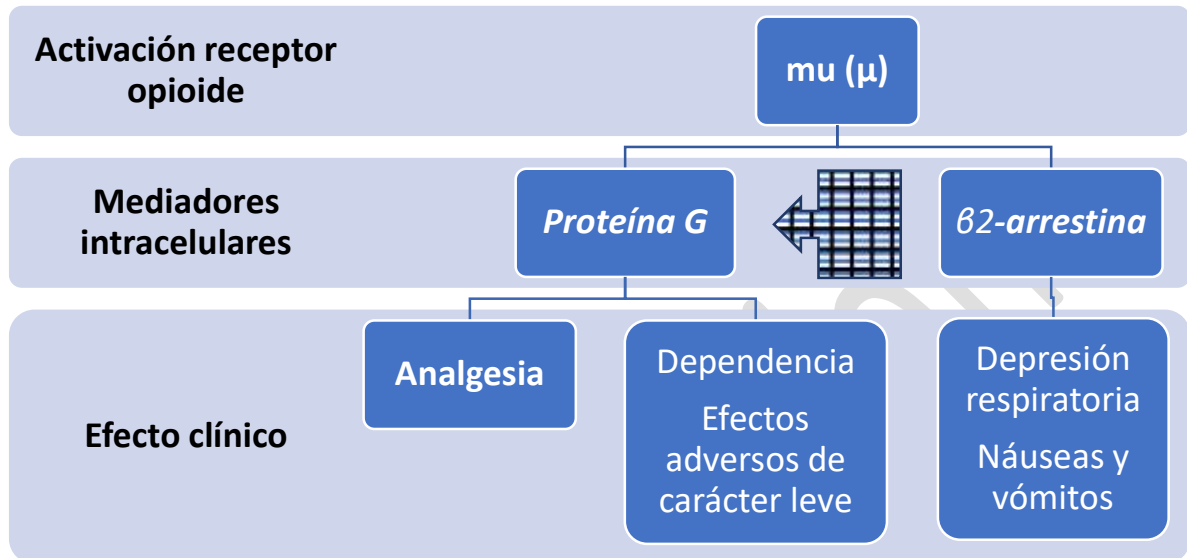 Activación receptor
opioide
mu (μ)
Mediadores
intracelulares
Proteína G
β2-arrestina
Efecto clínico
Analgesia
Dependencia
Efectos
adversos de
carácter leve
Depresión
respiratoria
Náuseas y
vómitos